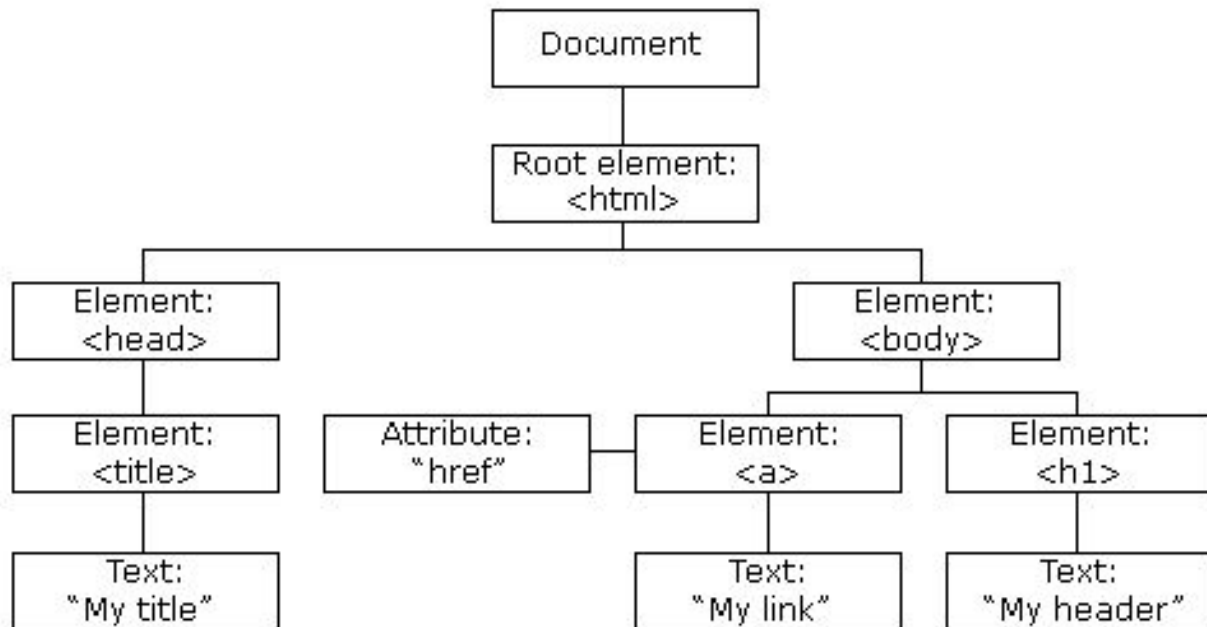 Document
Root element:
<html>
Element:
<head>
Element:
<body>
Element:
<title>
Attribute:
“href”
Element:
<a>
Element:
<h1>
Text:
“My title”
Text:
“My link”
Text:
“My header”